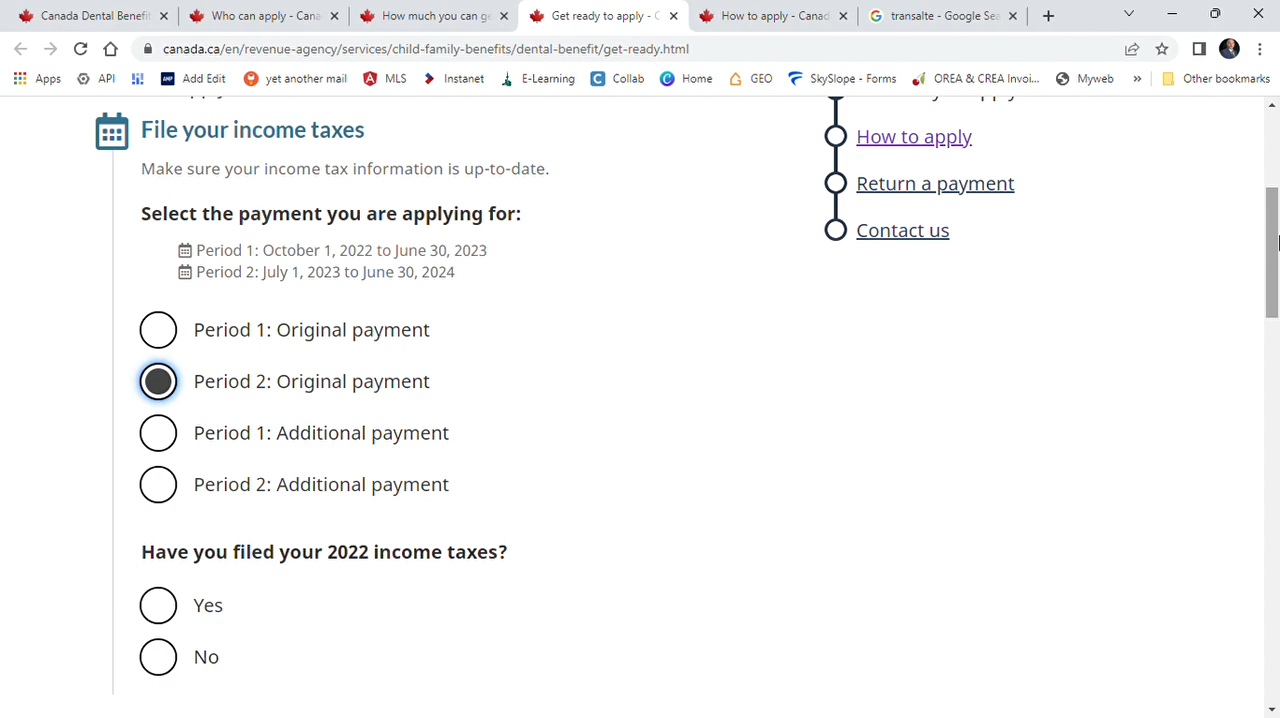 Canada Dental Benefi
Who can apply - Cana
How much you can ge
Get ready to apply - C
How to apply - Canad
transalte - Google Sea
canada.ca/en/revenue-agency/services/child-family-benefits/dental-benefit/get-ready.html
Apps
API
AMP
Add Edit
yet another mail
MLS
Instanet
E-Learning
Collab
Home
GEO
SkySlope - Forms
OREA & CREA Invoi...
Myweb
»
Other bookmarks
File your income taxes
Make sure your income tax information is up-to-date.
Select the payment you are applying for:
Period 1: October 1, 2022 to June 30, 2023
Period 2: July 1, 2023 to June 30, 2024
Period 1: Original payment
Period 2: Original payment
Period 1: Additional payment
Period 2: Additional payment
Have you filed your 2022 income taxes?
Yes
No
How to apply
Return a payment
Contact us